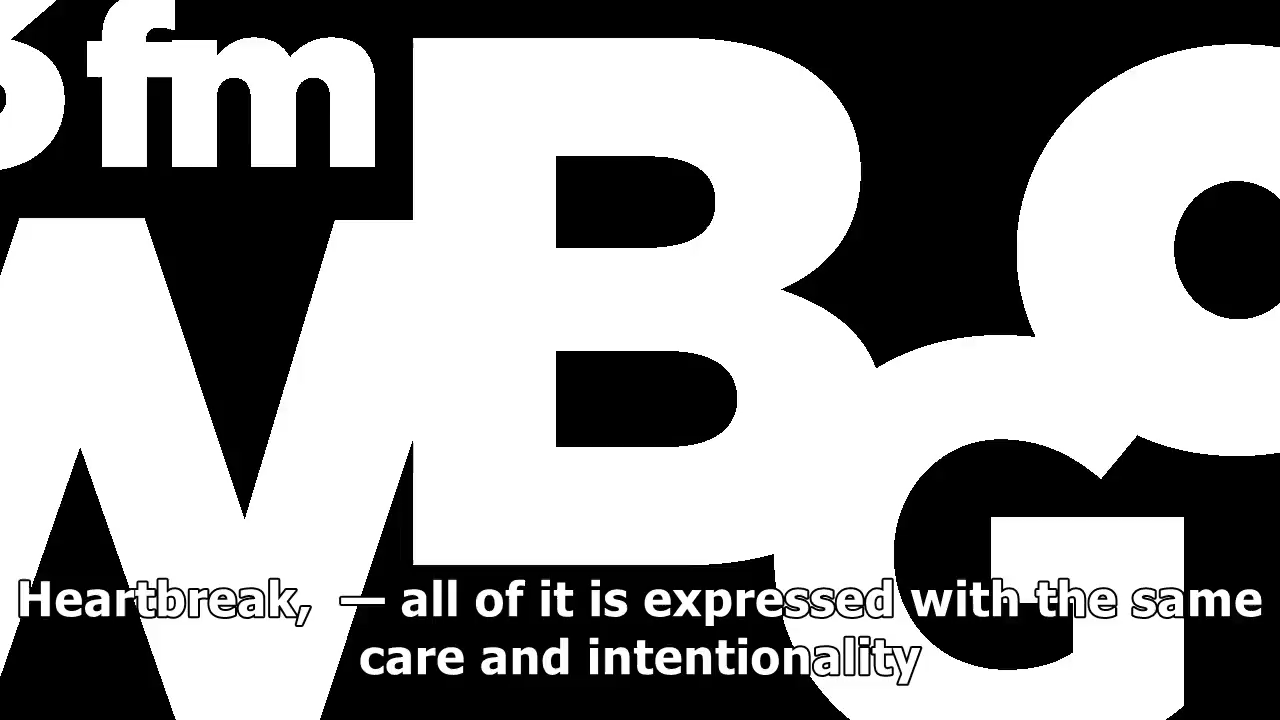 fm
WBG
Heartbreak,  — all of it is expressed with the same
care and intentionality